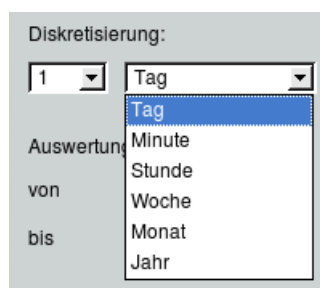 Diskretisierung:
1 Tag
Tag
Minute
Auswertung
Stunde
von
Woche
bis
Monat
Jahr